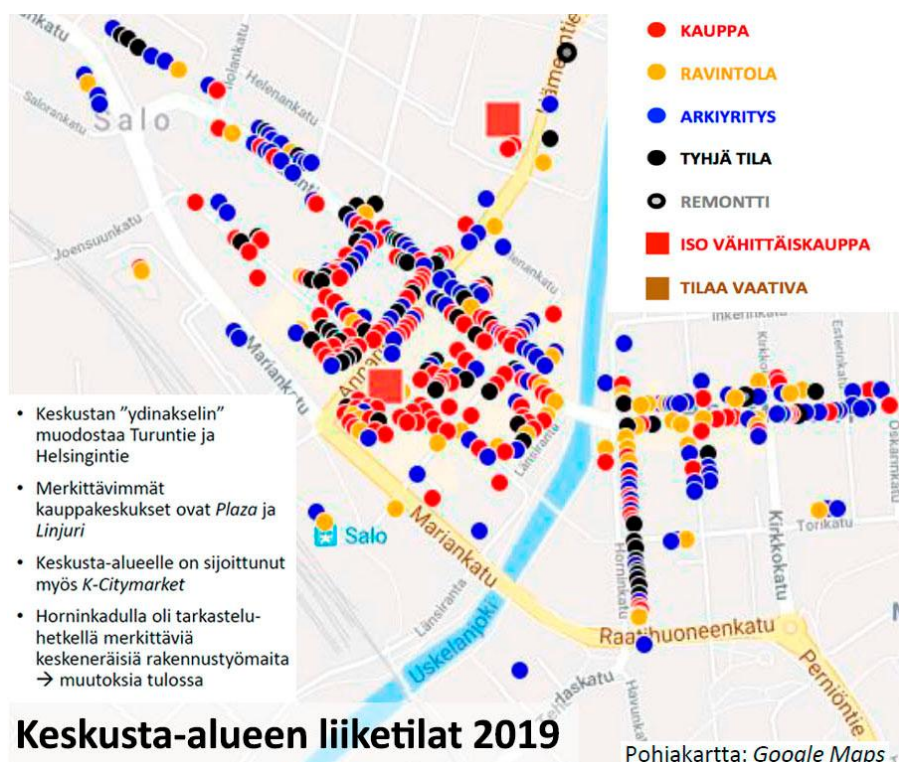 KAUPPA
RAVINTOLA
ARKIYRITYS
TYHJÄ TILA
REMONTTI
ISO VÄHITTÄISKAUPPA
TILAA VAATIVA
Helenankatu
Salorankatu
Salo
Joensuunkatu
Mariankatu
Inkerinkatu
Esterinkatu
Oskarinkatu
• Keskustan ”ydinakselin”
muodostaa Turuntie ja
Helsingintie
• Merkittävimmät
kauppakeskukset ovat Plaza ja
Linjuri
• Keskusta-alueelle on sijoittunut
myös K-Citymarket
• Horninkadulla oli tarkastelu-
hetkellä merkittäviä
keskeneräisiä rakennustyömaita
→ muutoksia tulossa
Länsiranta
Salo
Mariankatu
Torikatu
Kirkkokatu
Horninkatu
Länsiranta
Uskelanjoki
Raatihuoneenkatu
Perniöntie
Havunkatu
Keskusta-alueen liiketilat 2019
Pohjakartta: Google Maps